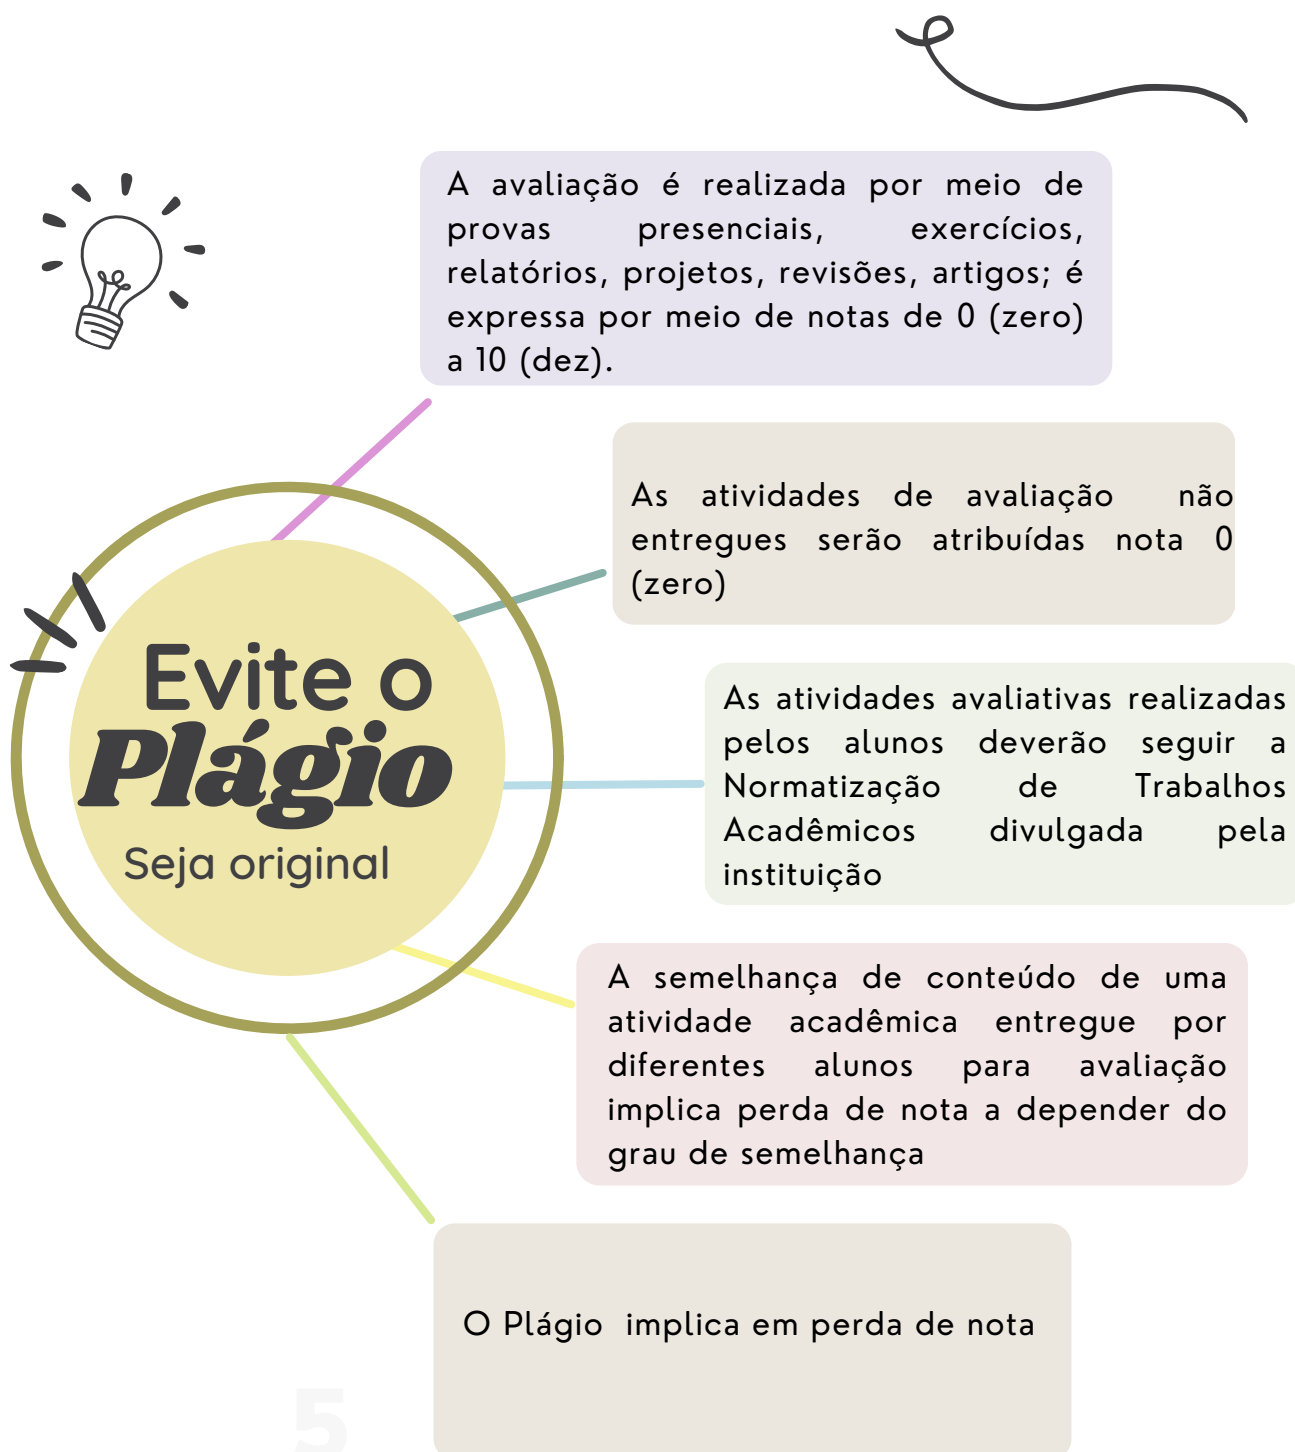 A avaliação é realizada por meio de
provas presenciais, exercícios,
relatórios, projetos, revisões, artigos; é
expressa por meio de notas de 0 (zero)
a 10 (dez).
As atividades de avaliação não
entregues serão atribuídas nota 0
(zero)
Evite o
Plágio
Seja original
As atividades avaliativas realizadas
pelos alunos deverão seguir a
Normatização de Trabalhos
Acadêmicos divulgada pela
instituição
A semelhança de conteúdo de uma
atividade acadêmica entregue por
diferentes alunos para avaliação
implica perda de nota a depender do
grau de semelhança
O Plágio implica em perda de nota
5